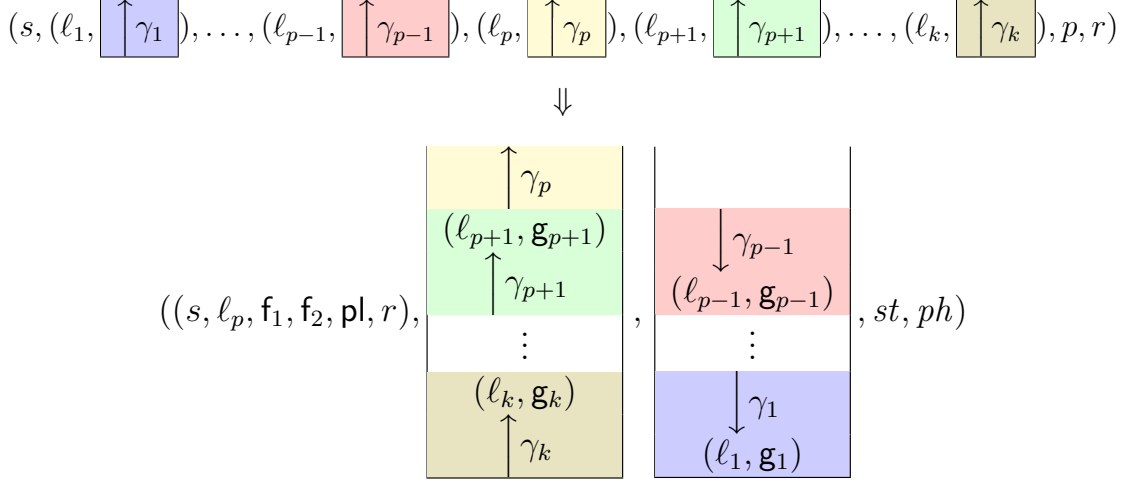 (s, (ℓ₁, ↑ γ₁), …, (ℓₚ₋₁, ↑ γₚ₋₁), (ℓₚ, ↑ γₚ), (ℓₚ₊₁, ↑ γₚ₊₁), …, (ℓₖ, ↑ γₖ), p, r)
⇓
↑ γₚ
(ℓₚ₊₁, gₚ₊₁)
↓ γₚ₋₁
↑ γₚ₊₁
(ℓₚ₋₁, gₚ₋₁)
((s, ℓₚ, f₁, f₂, pl, r), , , st, ph)
⋮ ⋮
(ℓₖ, gₖ)
↓ γ₁
↑ γₖ
(ℓ₁, g₁)